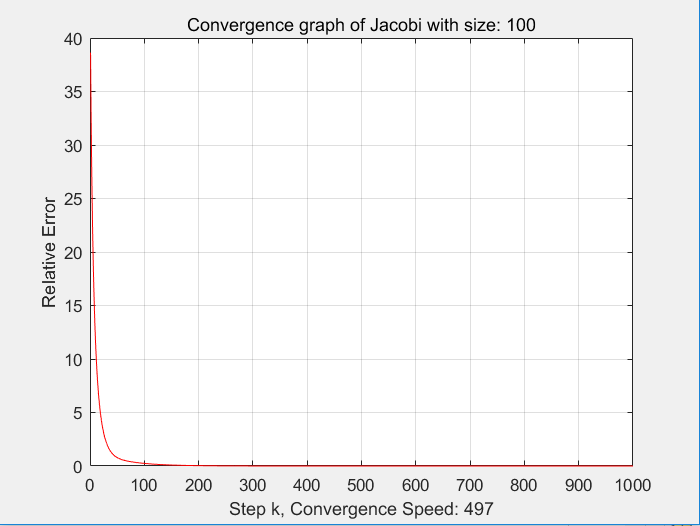 Convergence graph of Jacobi with size: 100
40
35
30
25
20
15
10
5
0
Relative Error
0 100 200 300 400 500 600 700 800 900 1000
Step k, Convergence Speed: 497